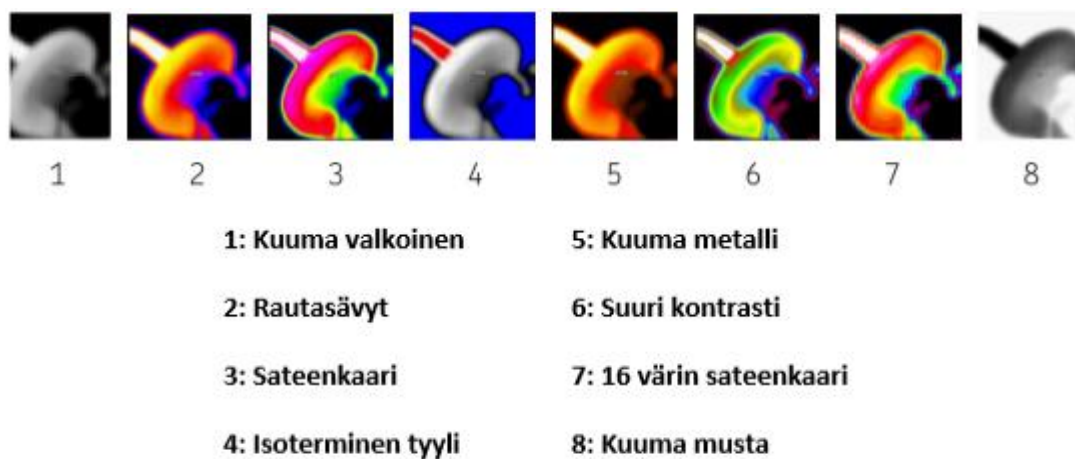 1 2 3 4 5 6 7 8
1: Kuuma valkoinen
2: Rautasävyt
3: Sateenkaari
4: Isoterminen tyyli
5: Kuuma metalli
6: Suuri kontrasti
7: 16 värin sateenkaari
8: Kuuma musta